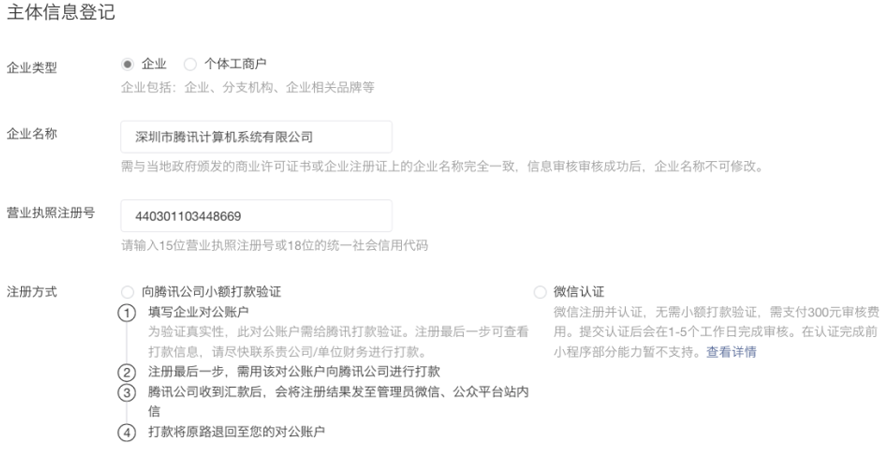 主体信息登记
企业类型
企业 个体工商户
企业包括：企业、分支机构、企业相关品牌等
企业名称
深圳市腾讯计算机系统有限公司
需与当地政府颁发的商业许可证书或企业注册证上的企业名称完全一致，信息审核审核成功后，企业名称不可修改。
营业执照注册号
440301103448669
请输入15位营业执照注册号或18位的统一社会信用代码
注册方式
向腾讯公司小额打款验证
1 填写企业对公账户
为验证真实性，此对公账户需给腾讯打款验证。注册最后一步可查看
打款信息，请尽快联系贵公司/单位财务进行打款。
2 注册最后一步，需用该对公账户向腾讯公司进行打款
3 腾讯公司收到汇款后，会将注册结果发至管理员微信、公众平台站内
信
4 打款将原路退回至您的对公账户
微信认证
微信注册并认证，无需小额打款验证，需支付300元审核费
用。提交认证后会在1-5个工作日完成审核。在认证完成前
小程序部分能力暂不支持。查看详情